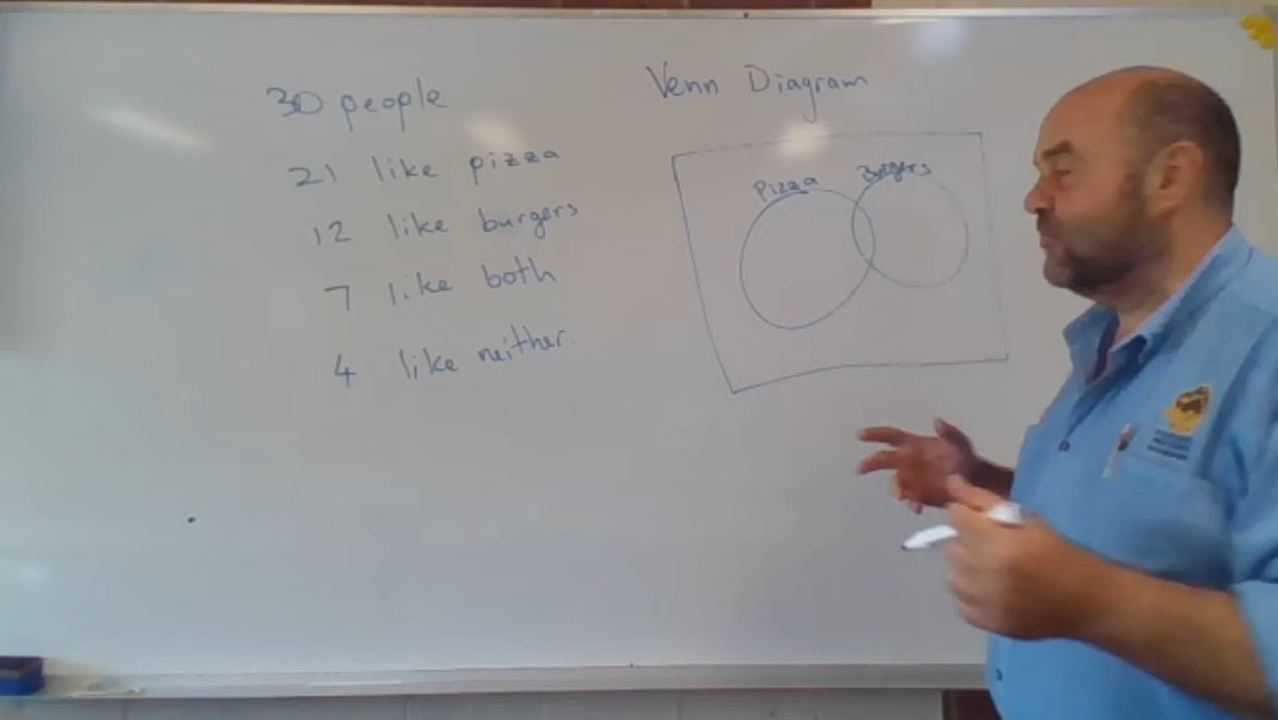 30 people
21 like pizza
12 like burgers
7 like both
4 like neither.
Venn Diagram
Pizza
Burgers